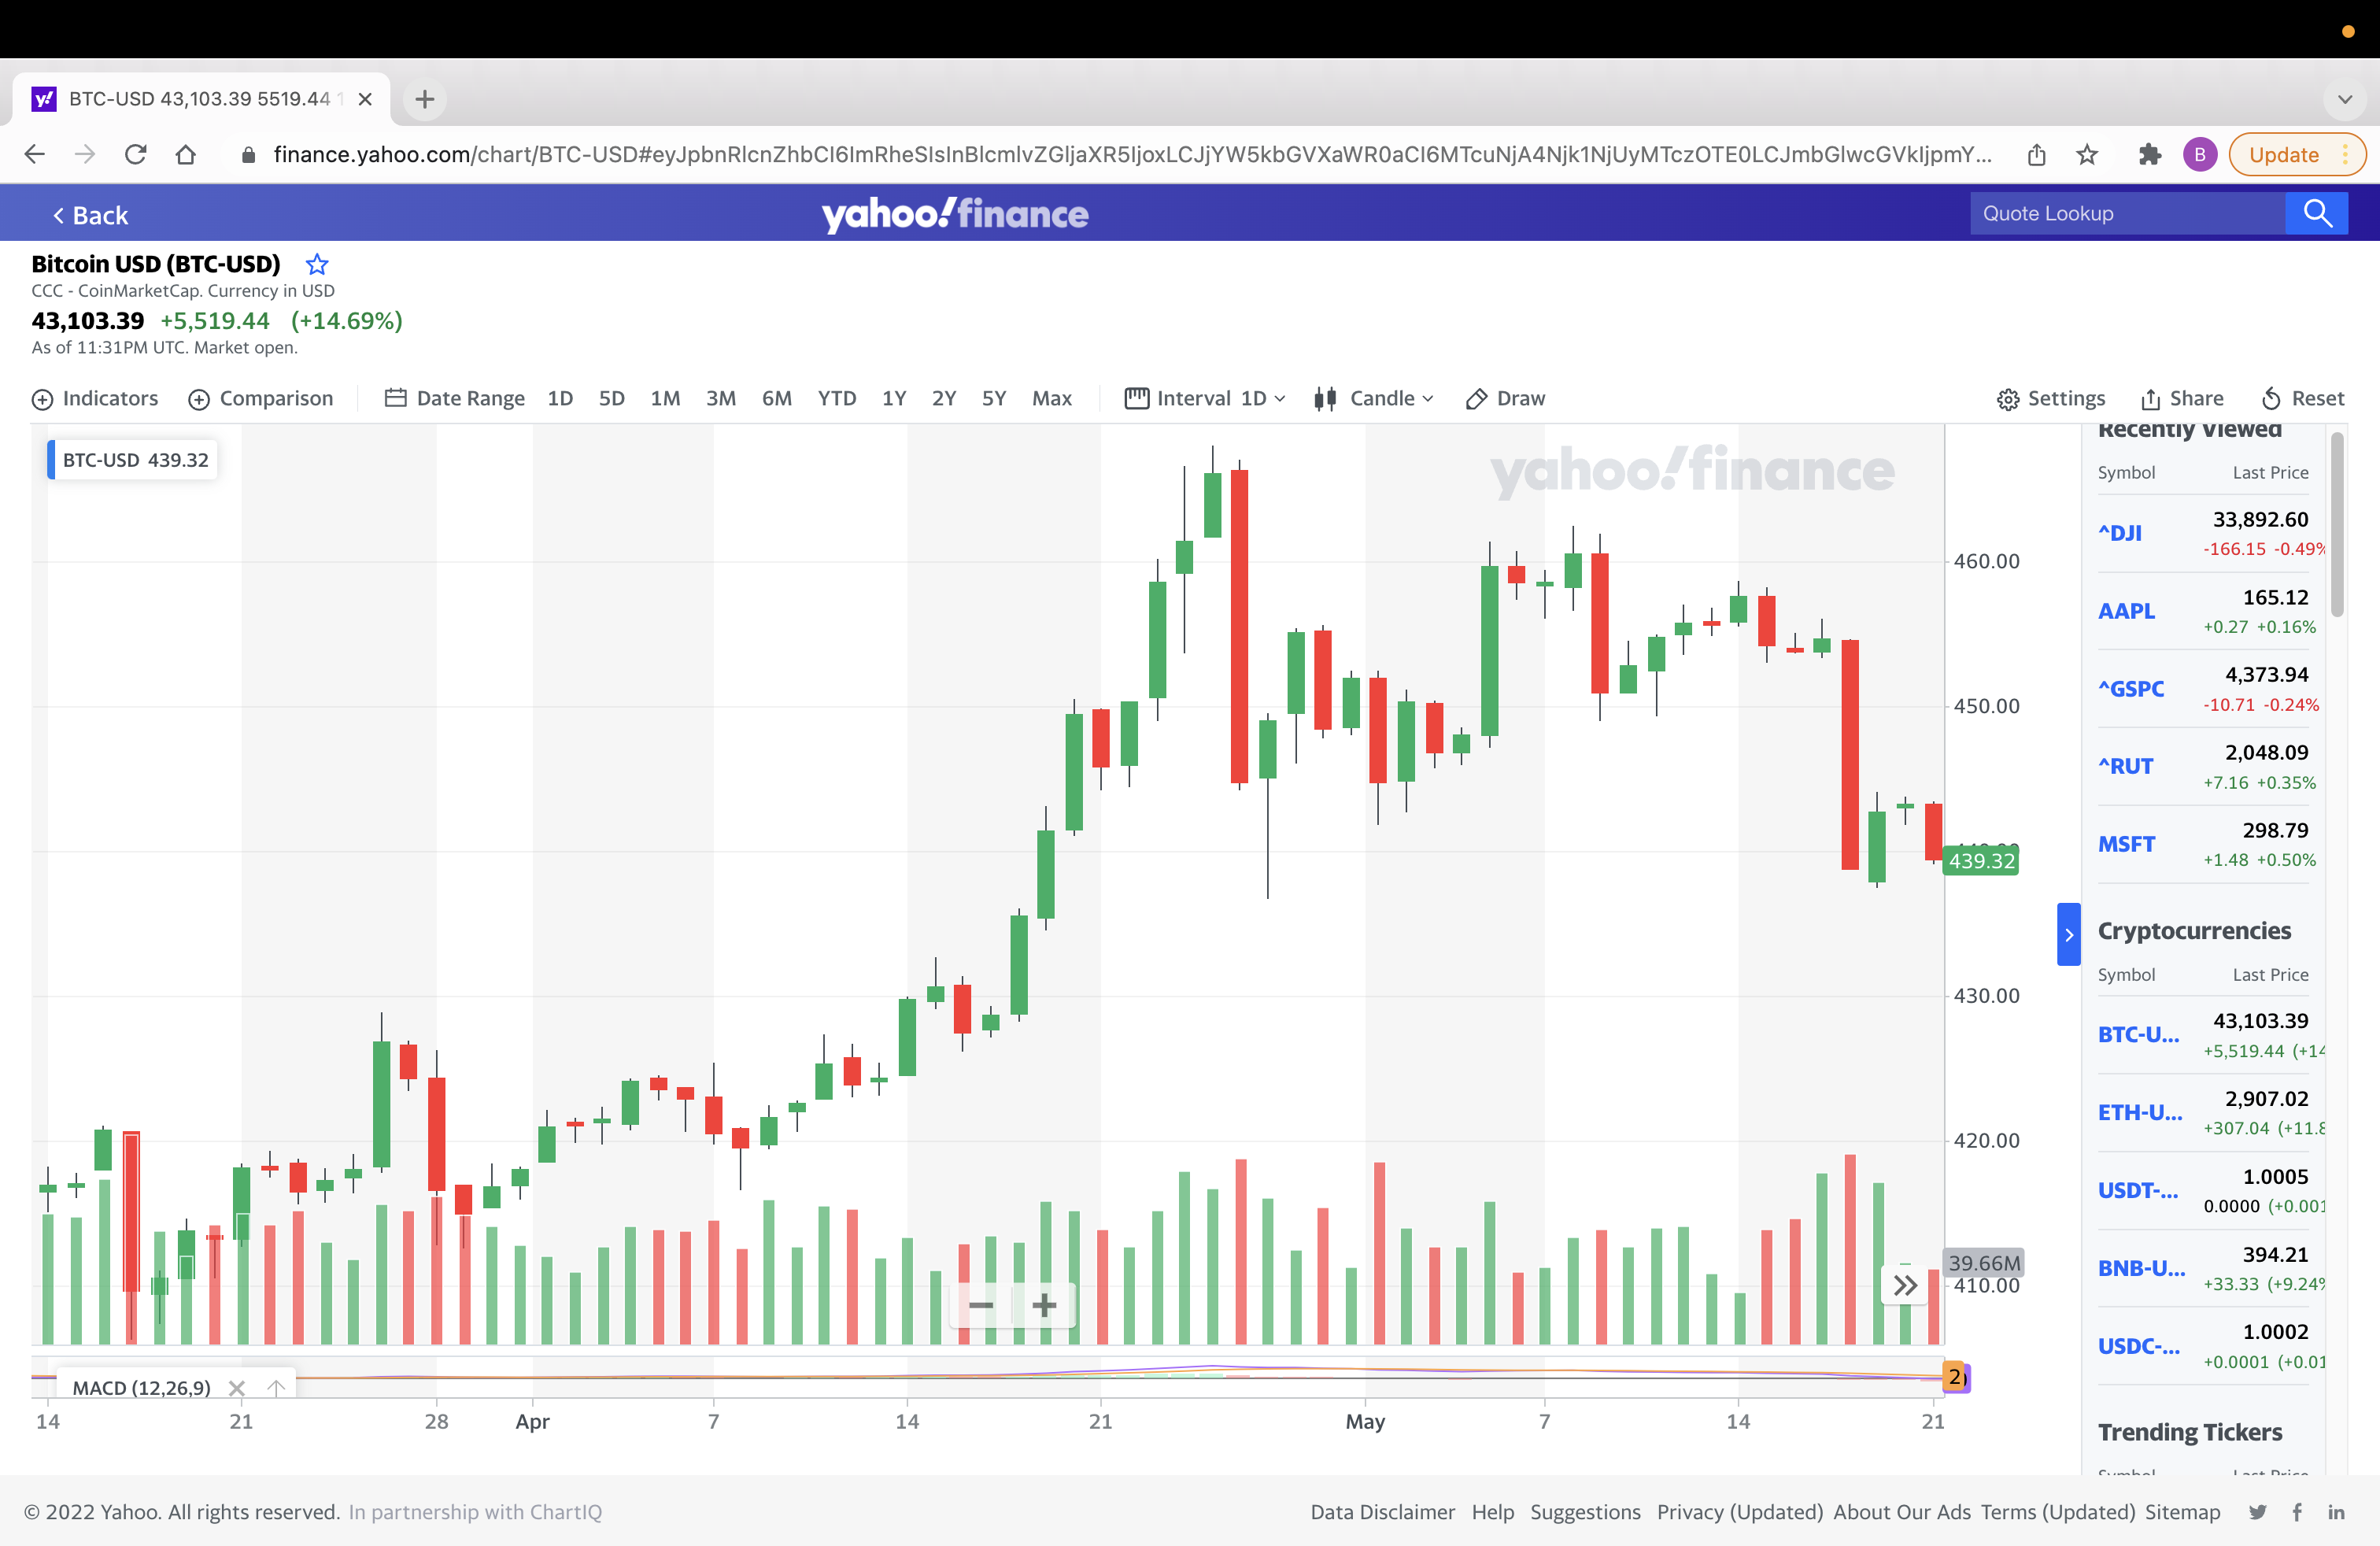 BTC-USD 43,103.39 5519.44
finance.yahoo.com/chart/BTC-USD#eyJpbnRlcnZhbCI6ImRheSIsInBlcmlvZGljaXR5IjoxLCJjYW5kbGVXaWR0aCI6MTcuNjA4Njk1NjUyMTczOTE0LCJmbGlwcGVkIjpmY...
B
Update
Back
yahoo!finance
Quote Lookup
Bitcoin USD (BTC-USD)
CCC - CoinMarketCap. Currency in USD
43,103.39 +5,519.44 (+14.69%)
As of 11:31PM UTC. Market open.
Indicators Comparison Date Range 1D 5D 1M 3M 6M YTD 1Y 2Y 5Y Max Interval 1D Candle Draw Settings Share Reset
BTC-USD 439.32
yahoo!finance
460.00
450.00
439.32
430.00
420.00
39.66M
410.00
MACD (12,26,9)
2
14 21 28 Apr 7 14 21 May 7 14 21
Recently Viewed
Symbol Last Price
^DJI 33,892.60
-166.15 -0.49%
AAPL 165.12
+0.27 +0.16%
^GSPC 4,373.94
-10.71 -0.24%
^RUT 2,048.09
+7.16 +0.35%
MSFT 298.79
+1.48 +0.50%
Cryptocurrencies
Symbol Last Price
BTC-U... 43,103.39
+5,519.44 (+14
ETH-U... 2,907.02
+307.04 (+11.8
USDT-... 1.0005
0.0000 (+0.001
BNB-U... 394.21
+33.33 (+9.24%
USDC-... 1.0002
+0.0001 (+0.01
Trending Tickers
© 2022 Yahoo. All rights reserved. In partnership with ChartIQ
Data Disclaimer Help Suggestions Privacy (Updated) About Our Ads Terms (Updated) Sitemap